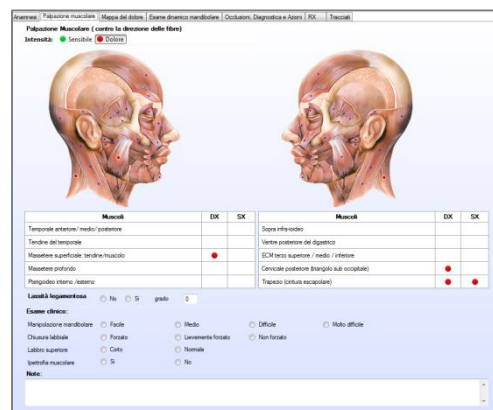 Anamnesi Palpazione muscolare Mappa del dolore Esame dinamico mandibolare Occlusioni, Diagnostica e Azioni RX Tracciati
Palpazione Muscolare ( contro la direzione delle fibre)
Intensità: Sensibile Dolore
Muscoli DX SX Muscoli DX SX
Temporale anteriore/ medio/ posteriore Sopra infra-ioideo
Tendine del temporale Ventre posteriore del digastrico
Massetere superficiale: tendine/muscolo ECM terzo superiore / medio / inferiore
Massetere profondo Cervicale posteriore (triangolo sub occipitale)
Pterigoideo interno /esterno Trapezio (cintura escapolare)
Lassità legamentosa No Si grado 0
Esame clinico:
Manipolazione mandibolare Facile Medio Difficile Molto difficile
Chiusura labbiale Forzato Lievemente forzato Non forzato
Labbro superiore Corto Normale
Ipertrofia muscolare Si No
Note: